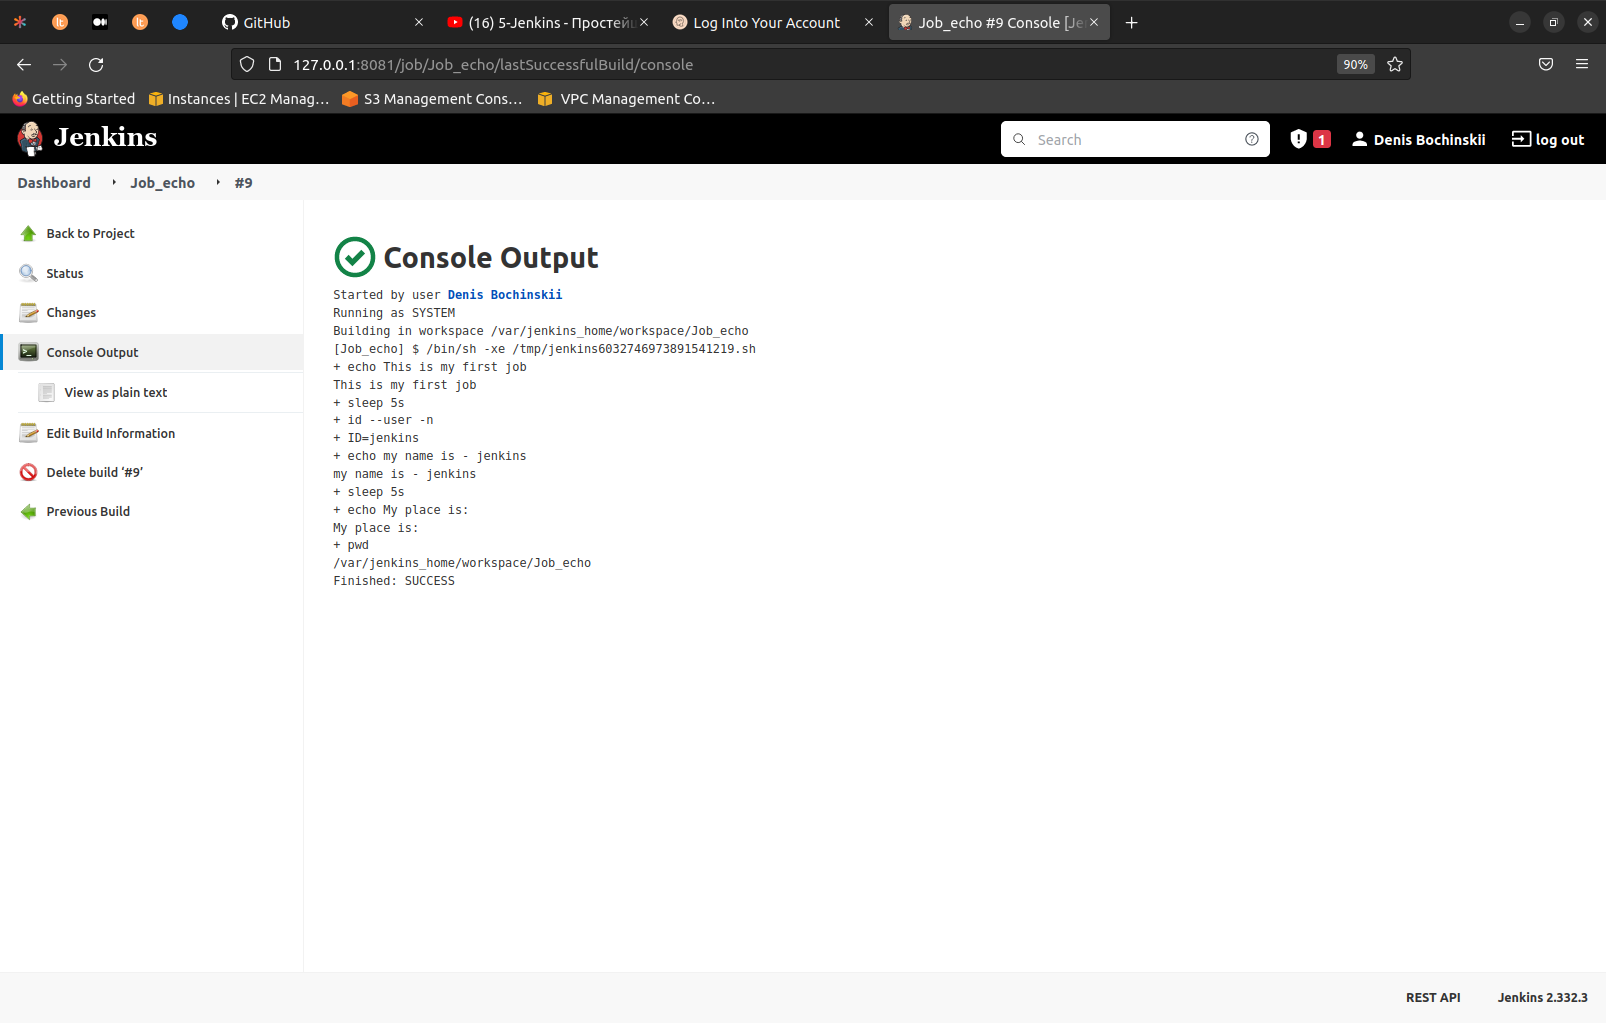 GitHub
(16) 5-Jenkins - Простейш
Log Into Your Account
Job_echo #9 Console [Je
127.0.0.1:8081/job/Job_echo/lastSuccessfulBuild/console
90%
Getting Started
Instances | EC2 Manag…
S3 Management Cons…
VPC Management Co…
Jenkins
Search
1
Denis Bochinskii
log out
Dashboard
Job_echo
#9
Back to Project
Status
Changes
Console Output
View as plain text
Edit Build Information
Delete build ‘#9’
Previous Build
Console Output
Started by user Denis Bochinskii
Running as SYSTEM
Building in workspace /var/jenkins_home/workspace/Job_echo
[Job_echo] $ /bin/sh -xe /tmp/jenkins6032746973891541219.sh
+ echo This is my first job
This is my first job
+ sleep 5s
+ id --user -n
+ ID=jenkins
+ echo my name is - jenkins
my name is - jenkins
+ sleep 5s
+ echo My place is:
My place is:
+ pwd
/var/jenkins_home/workspace/Job_echo
Finished: SUCCESS
REST API
Jenkins 2.332.3